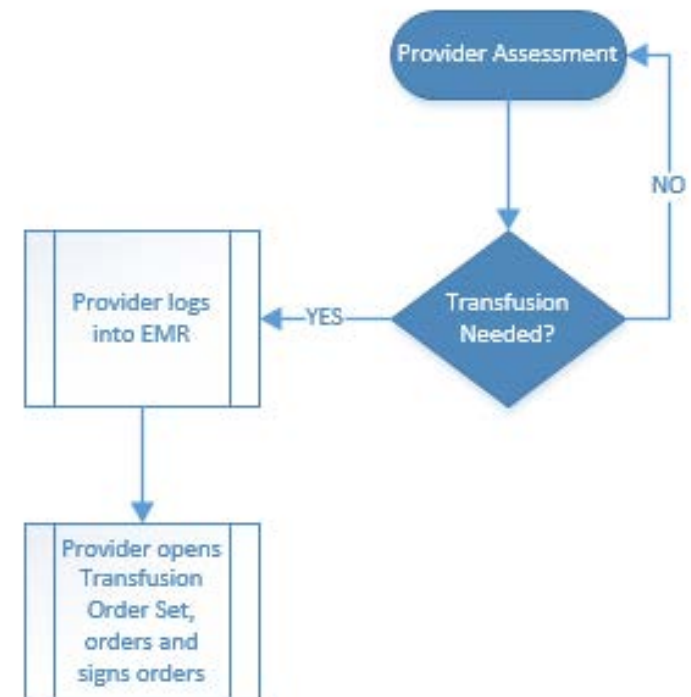 Provider Assessment
NO
Transfusion
Needed?
YES
Provider logs
into EMR
Provider opens
Transfusion
Order Set,
orders and
signs orders